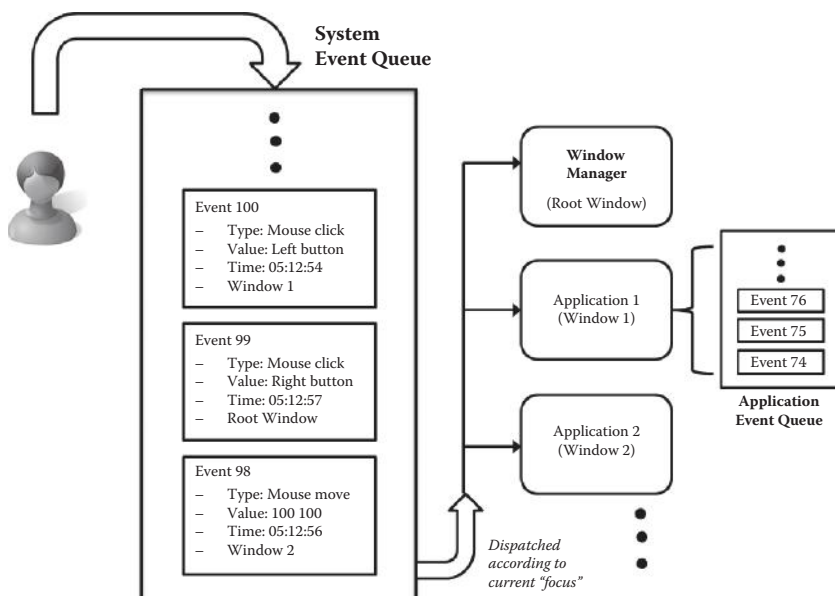 System
Event Queue
Event 100
– Type: Mouse click
– Value: Left button
– Time: 05:12:54
– Window 1
Event 99
– Type: Mouse click
– Value: Right button
– Time: 05:12:57
– Root Window
Event 98
– Type: Mouse move
– Value: 100 100
– Time: 05:12:56
– Window 2
Window
Manager
(Root Window)
Application 1
(Window 1)
Application 2
(Window 2)
Event 76
Event 75
Event 74
Application
Event Queue
Dispatched
according to
current “focus”